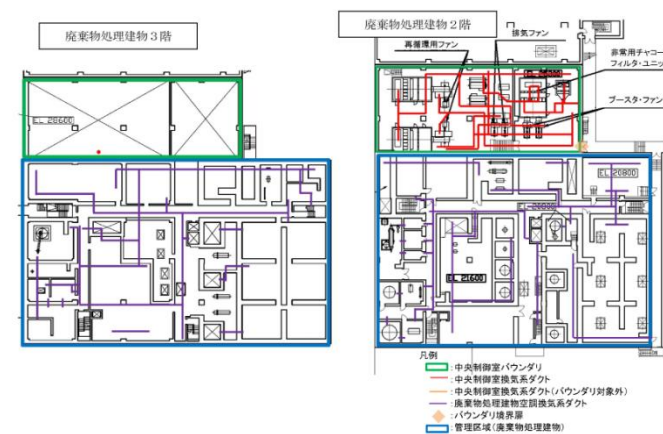 廃棄物処理建物3階
廃棄物処理建物2階
排気ファン
再循環用ファン
非常用チャコー
フィルタ・ユニッ
ブースタ・ファン
EL 28600
EL 20800
EL 21600
凡例
:中央制御室バウンダリ
:中央制御室換気系ダクト
:中央制御室換気系ダクト(バウンダリ対象外)
:廃棄物処理建物空調換気系ダクト
:バウンダリ境界扉
:管理区域(廃棄物処理建物)